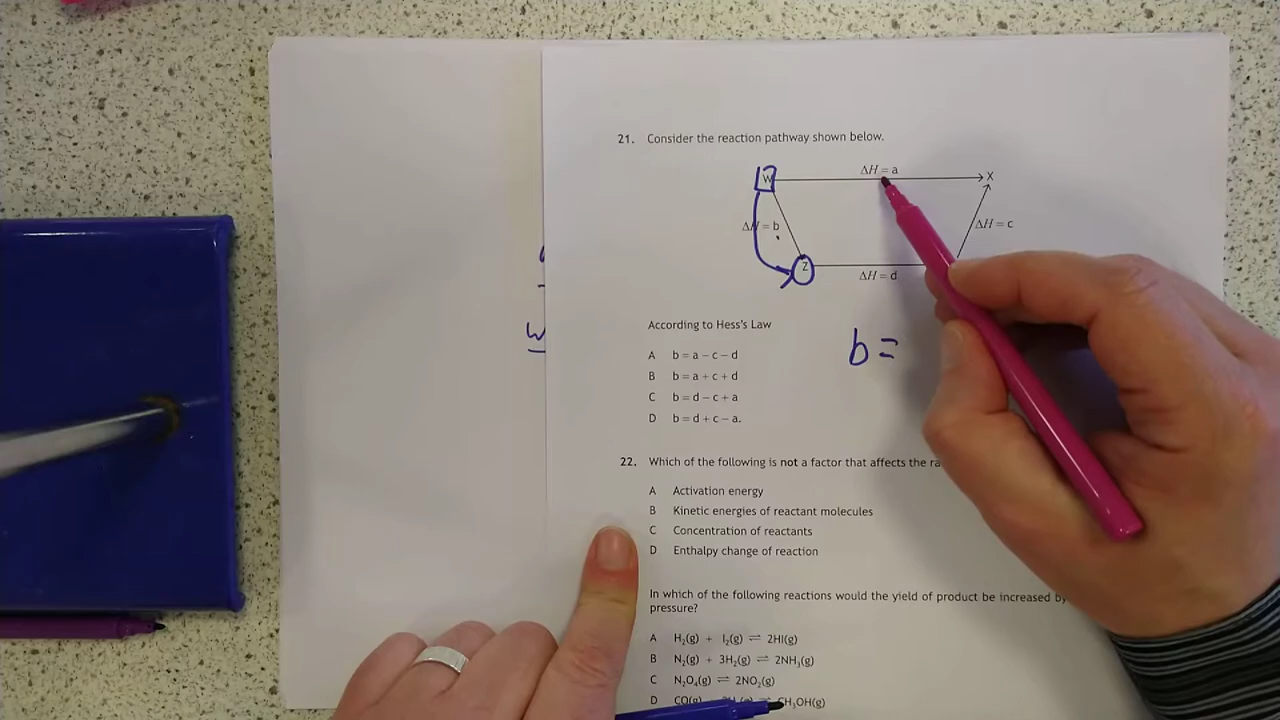 21. Consider the reaction pathway shown below.
ΔH = a
W X
ΔH = b ΔH = c
Z
ΔH = d
According to Hess's Law
A b = a – c – d
b =
W
B b = a + c + d
C b = d – c + a
D b = d + c – a.
22. Which of the following is not a factor that affects the
A Activation energy
B Kinetic energies of reactant molecules
C Concentration of reactants
D Enthalpy change of reaction
In which of the following reactions would the yield of product be increased by
pressure?
A H₂(g) + I₂(g) ⇌ 2HI(g)
B N₂(g) + 3H₂(g) ⇌ 2NH₃(g)
C N₂O₄(g) ⇌ 2NO₂(g)
D CO(g) CH₃OH(g)